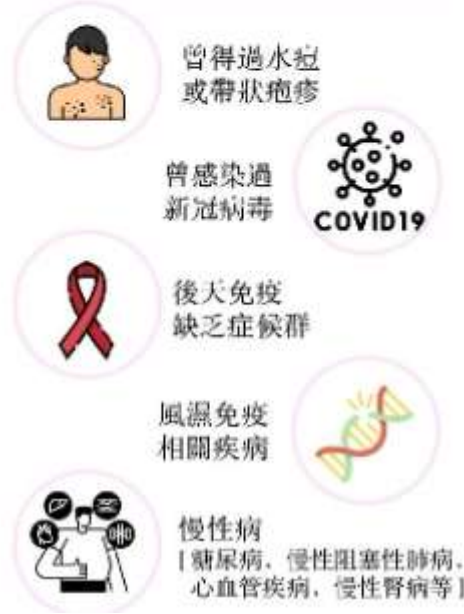 曾得過水痘
或帶狀疱疹
曾感染過
新冠病毒
COVID19
後天免疫
缺乏症候群
風濕免疫
相關疾病
慢性病
[糖尿病、慢性阻塞性肺病、
心血管疾病、慢性腎病等]